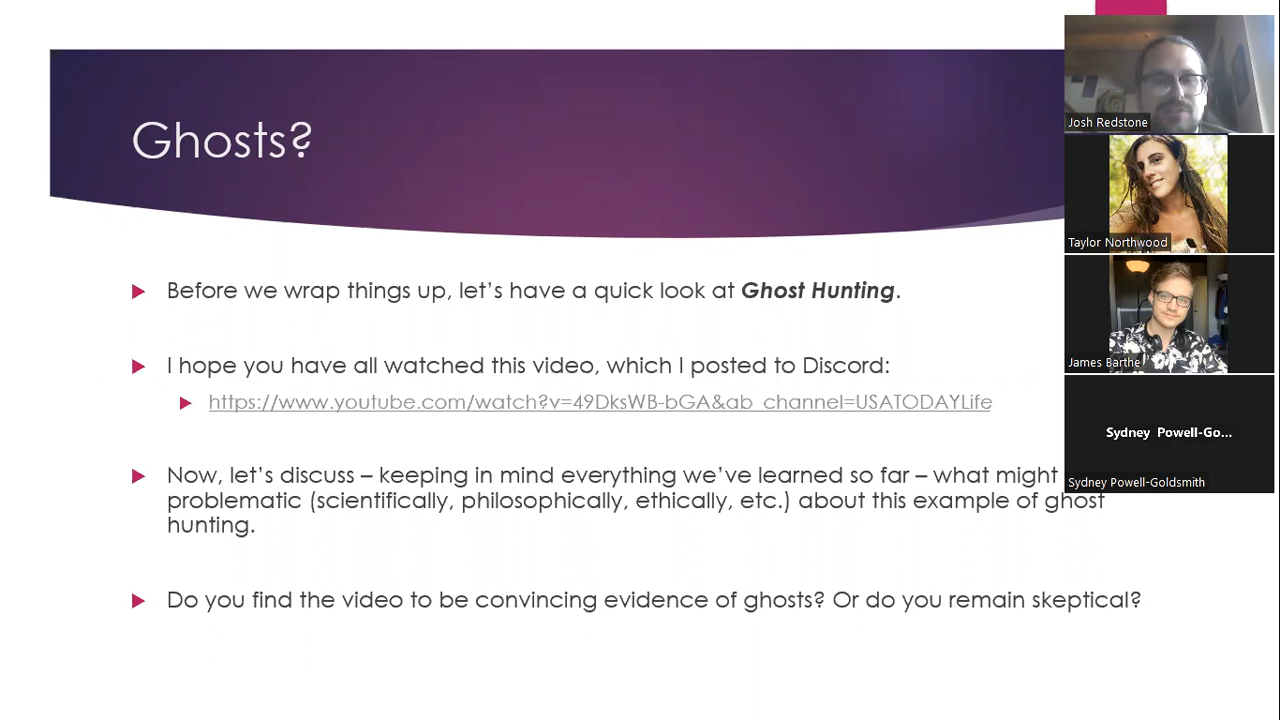 Ghosts?
Before we wrap things up, let's have a quick look at Ghost Hunting.
I hope you have all watched this video, which I posted to Discord:
https://www.youtube.com/watch?v=49DksWB-bGA&ab_channel=USATODAYLife
Now, let's discuss – keeping in mind everything we've learned so far – what might
problematic (scientifically, philosophically, ethically, etc.) about this example of ghost
hunting.
Do you find the video to be convincing evidence of ghosts? Or do you remain skeptical?
Josh Redstone
Taylor Northwood
James Barthe
Sydney Powell-Go...
Sydney Powell-Goldsmith